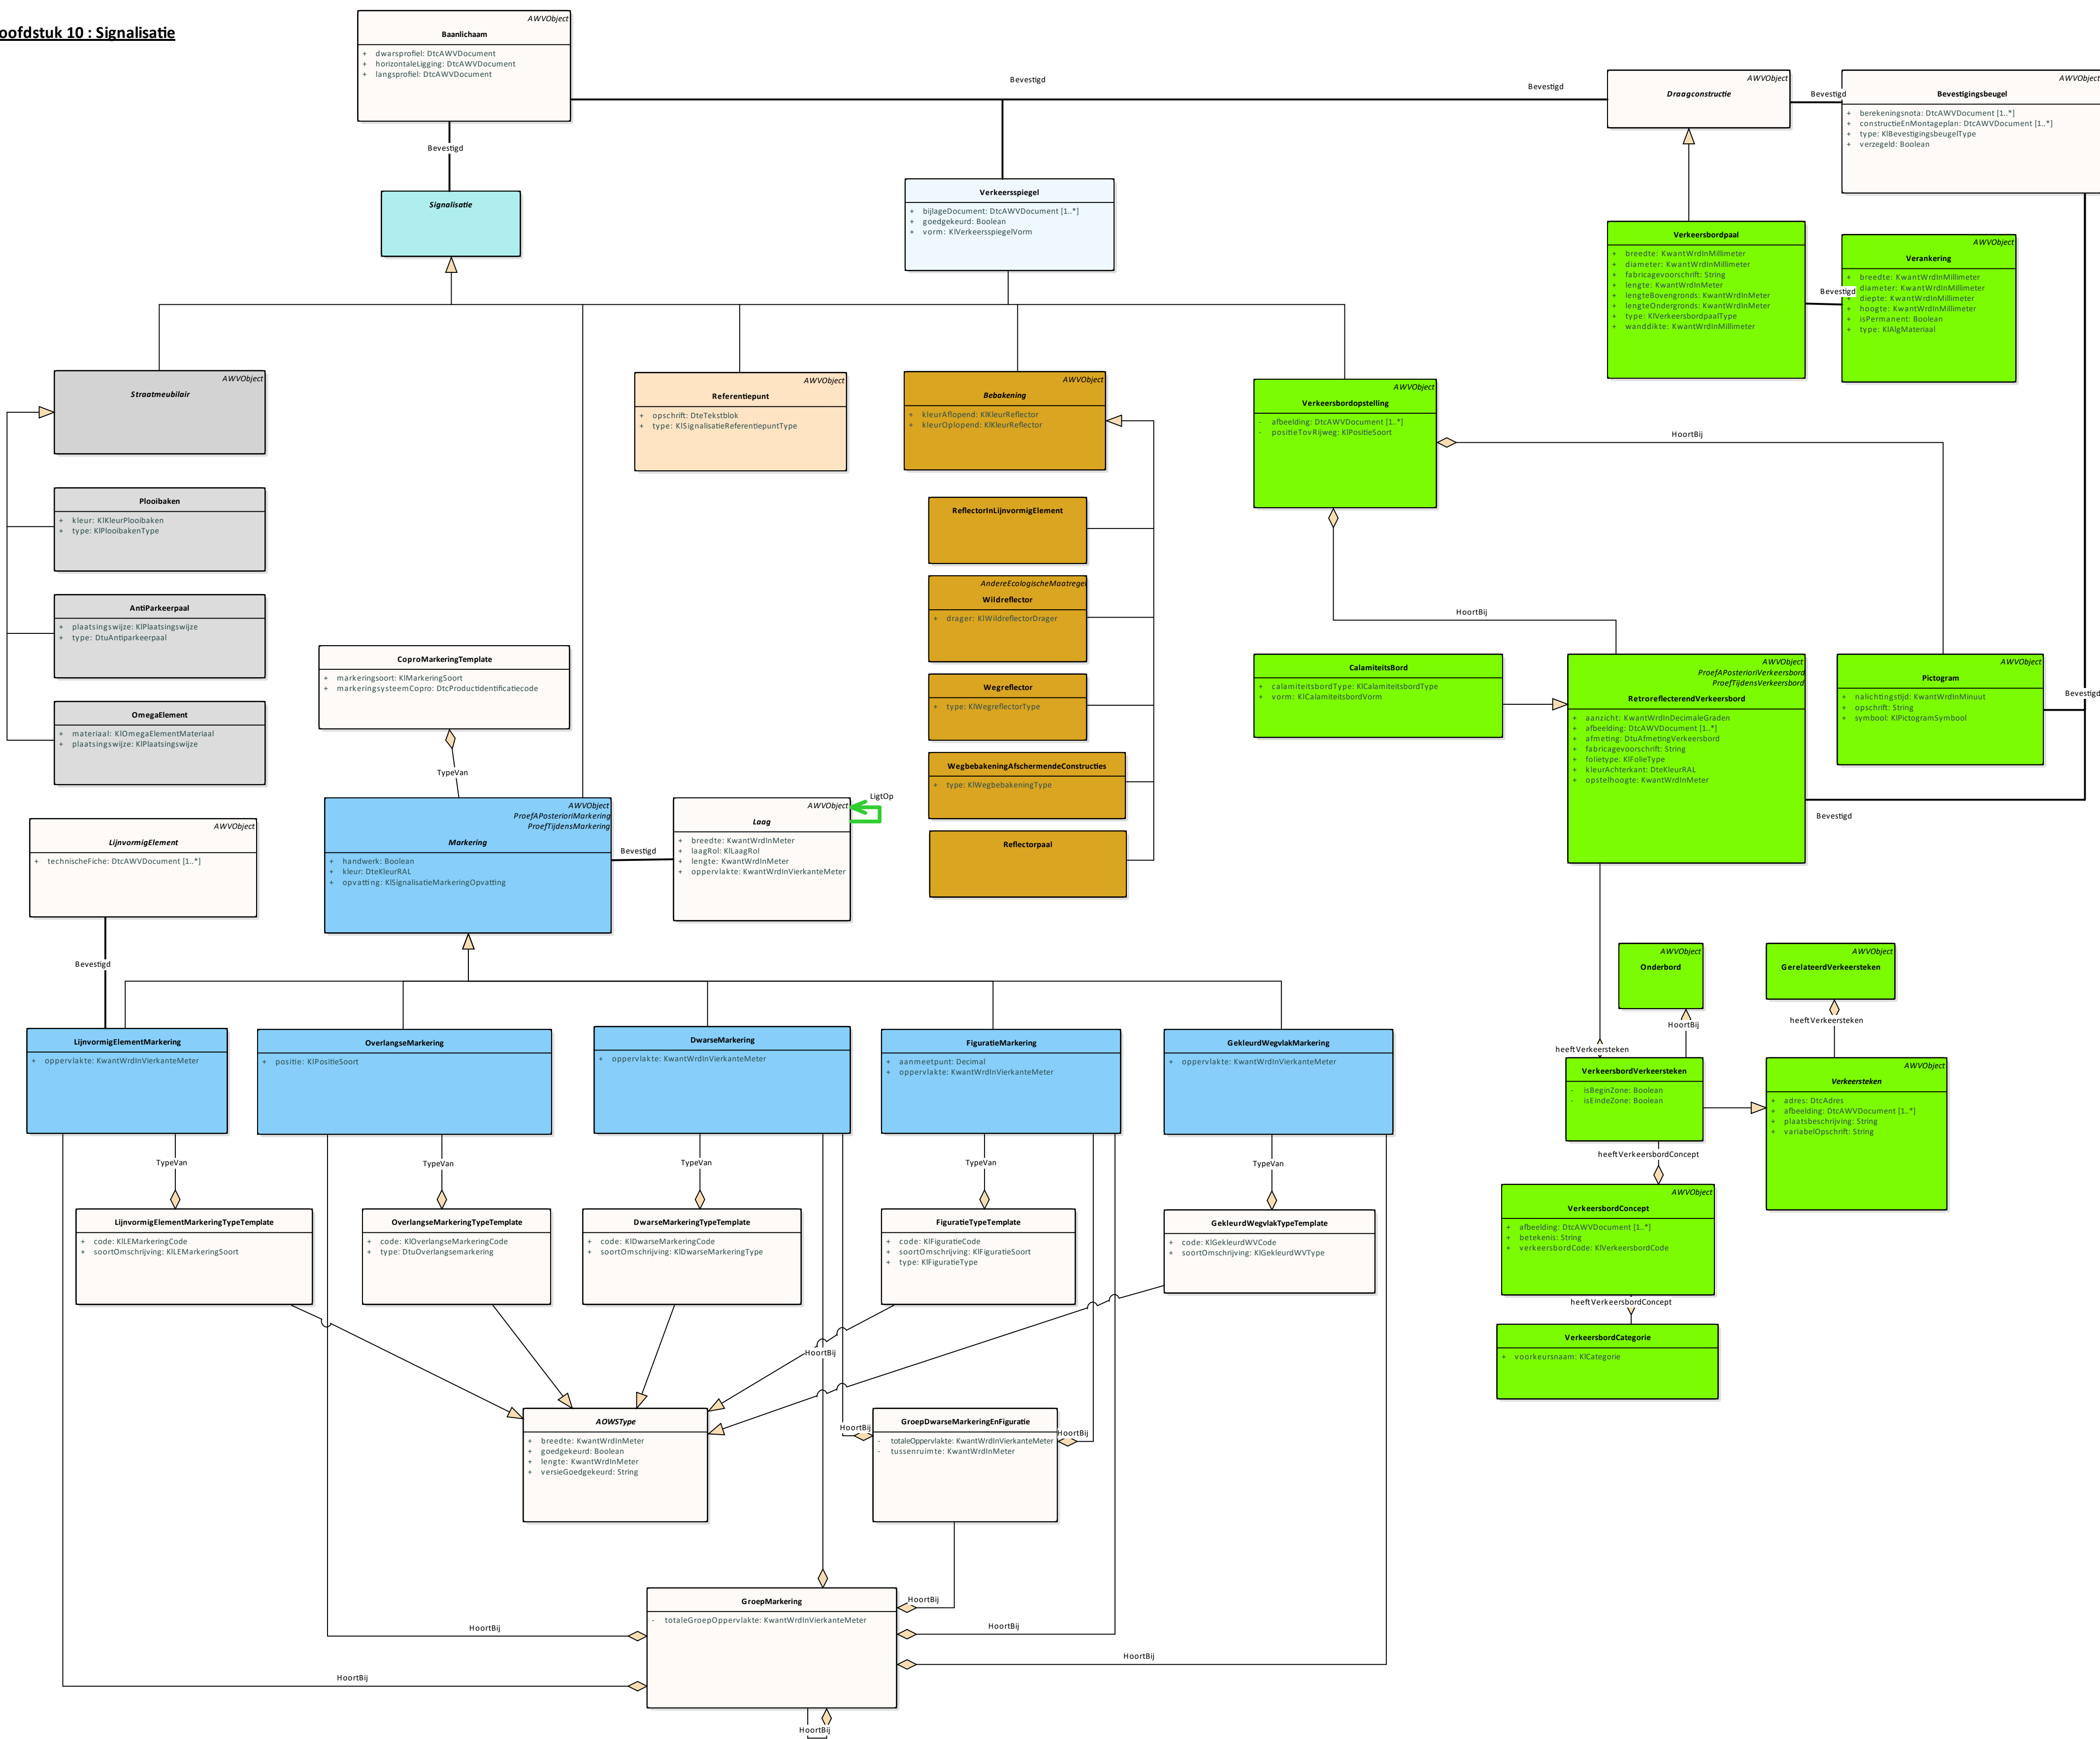 oofdstuk 10 : Signalisatie
AWVObject
Baanlichaam
+ dwarsprofiel: DtcAWVDocument
+ horizontaleLigging: DtcAWVDocument
+ langsprofiel: DtcAWVDocument
Bevestigd
Bevestigd
Bevestigd
AWVObject
Draagconstructie
Bevestigd
AWVObject
Bevestigingsbeugel
+ berekeningsnota: DtcAWVDocument [1..*]
+ constructieEnMontageplan: DtcAWVDocument [1..*]
+ type: KlBevestigingsbeugelType
+ verzegeld: Boolean
Signalisatie
Verkeersspiegel
+ bijlageDocument: DtcAWVDocument [1..*]
+ goedgekeurd: Boolean
+ vorm: KlVerkeersspiegelVorm
Verkeersbordpaal
+ breedte: KwantWrdInMillimeter
+ diameter: KwantWrdInMillimeter
+ fabricagevoorschrift: String
+ lengte: KwantWrdInMeter
+ lengteBovengronds: KwantWrdInMeter
+ lengteOndergronds: KwantWrdInMeter
+ type: KlVerkeersbordpaalType
+ wanddikte: KwantWrdInMillimeter
Bevestigd
AWVObject
Verankering
+ breedte: KwantWrdInMillimeter
diameter: KwantWrdInMillimeter
+ diepte: KwantWrdInMillimeter
+ hoogte: KwantWrdInMillimeter
+ isPermanent: Boolean
+ type: KlAlgMateriaal
AWVObject
Straatmeubilair
AWVObject
Referentiepunt
+ opschrift: DteTekstblok
+ type: KlSignalisatieReferentiepuntType
AWVObject
Bebakening
+ kleurAflopend: KlKleurReflector
+ kleurOplopend: KlKleurReflector
AWVObject
Verkeersbordopstelling
- afbeelding: DtcAWVDocument [1..*]
- positieTovRijweg: KlPositieSoort
HoortBij
HoortBij
Plooibaken
+ kleur: KlKleurPlooibaken
+ type: KlPlooibakenType
AntiParkeerpaal
+ plaatsingswijze: KlPlaatsingswijze
+ type: DtuAntiparkeerpaal
OmegaElement
+ materiaal: KlOmegaElementMateriaal
+ plaatsingswijze: KlPlaatsingswijze
ReflectorInLijnvormigElement
AndereEcologischeMaatregel
Wildreflector
+ drager: KlWildreflectorDrager
Wegreflector
+ type: KlWegreflectorType
WegbebakeningAfschermendeConstructies
+ type: KlWegbebakeningType
Reflectorpaal
CoproMarkeringTemplate
+ markeringsoort: KlMarkeringSoort
+ markeringsysteemCopro: DtcProductidentificatiecode
TypeVan
CalamiteitsBord
+ calamiteitsbordType: KlCalamiteitsbordType
+ vorm: KlCalamiteitsbordVorm
AWVObject
ProefAPosterioriVerkeersbord
ProefTijdensVerkeersbord
RetroreflecterendVerkeersbord
+ aanzicht: KwantWrdInDecimaleGraden
+ afbeelding: DtcAWVDocument [1..*]
+ afmeting: DtuAfmetingVerkeersbord
+ fabricagevoorschrift: String
+ folietype: KlFolieType
+ kleurAchterkant: DteKleurRAL
+ opstelhoogte: KwantWrdInMeter
AWVObject
Pictogram
+ nalichtingstijd: KwantWrdInMinuut
+ opschrift: String
+ symbool: KlPictogramSymbool
Bevestigd
Bevestigd
AWVObject
LijnvormigElement
+ technischeFiche: DtcAWVDocument [1..*]
Bevestigd
AWVObject
ProefAPosterioriMarkering
ProefTijdensMarkering
Markering
+ handwerk: Boolean
+ kleur: DteKleurRAL
+ opvatting: KlSignalisatieMarkeringOpvatting
Bevestigd
AWVObject
Laag
+ breedte: KwantWrdInMeter
+ laagRol: KlLaagRol
+ lengte: KwantWrdInMeter
+ oppervlakte: KwantWrdInVierkanteMeter
LigtOp
AWVObject
Onderbord
AWVObject
GerelateerdVerkeersteken
HoortBij
heeftVerkeersteken
heeftVerkeersteken
LijnvormigElementMarkering
+ oppervlakte: KwantWrdInVierkanteMeter
OverlangseMarkering
+ positie: KlPositieSoort
DwarseMarkering
+ oppervlakte: KwantWrdInVierkanteMeter
FiguratieMarkering
+ aanmeetpunt: Decimal
+ oppervlakte: KwantWrdInVierkanteMeter
GekleurdWegvlakMarkering
+ oppervlakte: KwantWrdInVierkanteMeter
VerkeersbordVerkeersteken
- isBeginZone: Boolean
- isEindeZone: Boolean
AWVObject
Verkeersteken
+ adres: DtcAdres
+ afbeelding: DtcAWVDocument [1..*]
+ plaatsbeschrijving: String
+ variabelOpschrift: String
heeftVerkeersbordConcept
TypeVan
TypeVan
TypeVan
TypeVan
TypeVan
LijnvormigElementMarkeringTypeTemplate
+ code: KlLEMarkeringCode
+ soortOmschrijving: KlLEMarkeringSoort
OverlangseMarkeringTypeTemplate
+ code: KlOverlangseMarkeringCode
+ type: DtuOverlangsemarkering
DwarseMarkeringTypeTemplate
+ code: KlDwarseMarkeringCode
+ soortOmschrijving: KlDwarseMarkeringType
FiguratieTypeTemplate
+ code: KlFiguratieCode
+ soortOmschrijving: KlFiguratieSoort
+ type: KlFiguratieType
GekleurdWegvlakTypeTemplate
+ code: KlGekleurdWVCode
+ soortOmschrijving: KlGekleurdWVType
AWVObject
VerkeersbordConcept
+ afbeelding: DtcAWVDocument [1..*]
+ betekenis: String
+ verkeersbordCode: KlVerkeersbordCode
heeftVerkeersbordConcept
VerkeersbordCategorie
+ voorkeursnaam: KlCategorie
HoortBij
AOWSType
+ breedte: KwantWrdInMeter
+ goedgekeurd: Boolean
+ lengte: KwantWrdInMeter
+ versieGoedgekeurd: String
HoortBij
GroepDwarseMarkeringEnFiguratie
- totaleOppervlakte: KwantWrdInVierkanteMeter
- tussenruimte: KwantWrdInMeter
HoortBij
GroepMarkering
- totaleGroepOppervlakte: KwantWrdInVierkanteMeter
HoortBij
HoortBij
HoortBij
HoortBij
HoortBij
HoortBij